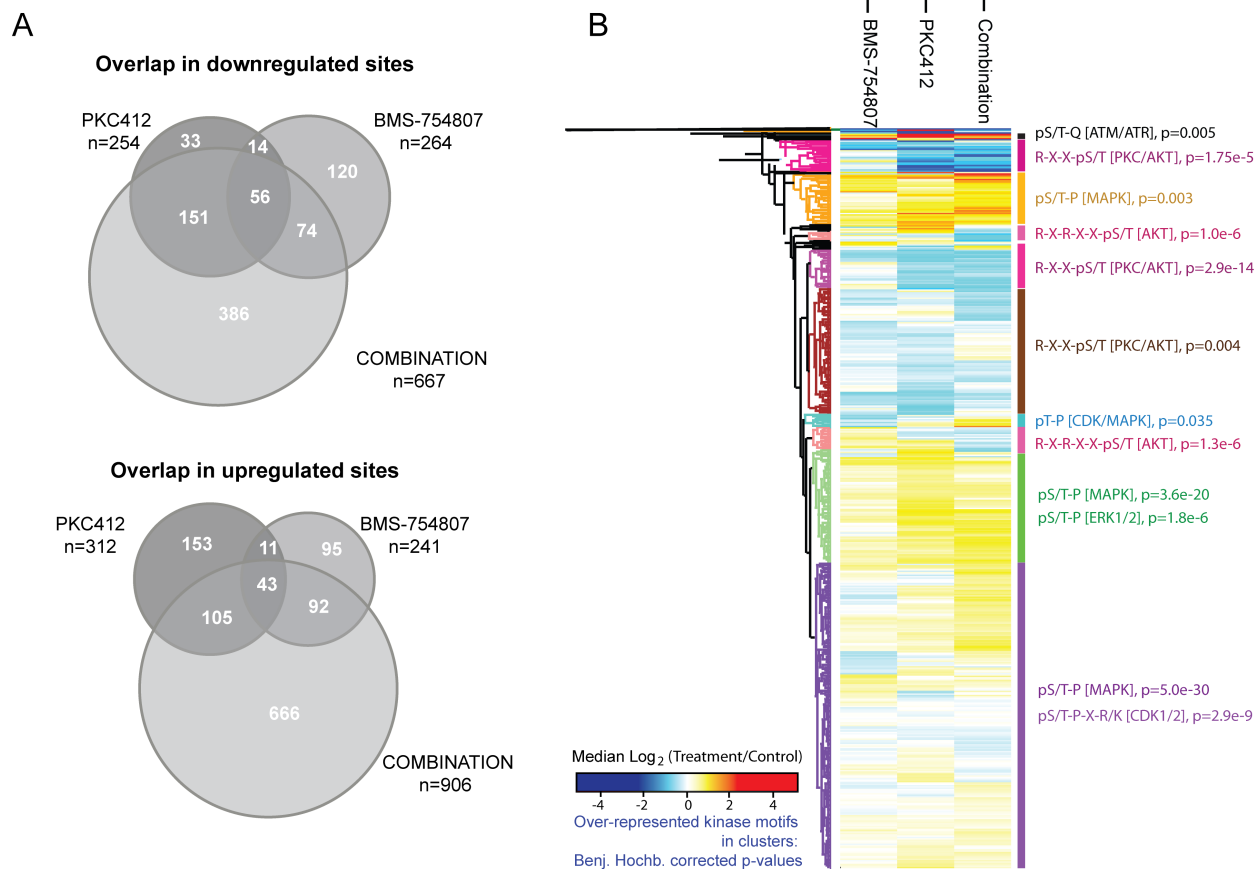 A
Overlap in downregulated sites
PKC412
n=254
BMS-754807
n=264
33
14
120
56
151
74
386
COMBINATION
n=667
Overlap in upregulated sites
PKC412
n=312
BMS-754807
n=241
153
11
95
43
105
92
666
COMBINATION
n=906
B
BMS-754807
PKC412
Combination
pS/T-Q [ATM/ATR], p=0.005
R-X-X-pS/T [PKC/AKT], p=1.75e-5
pS/T-P [MAPK], p=0.003
R-X-R-X-X-pS/T [AKT], p=1.0e-6
R-X-X-pS/T [PKC/AKT], p=2.9e-14
R-X-X-pS/T [PKC/AKT], p=0.004
pT-P [CDK/MAPK], p=0.035
R-X-R-X-X-pS/T [AKT], p=1.3e-6
pS/T-P [MAPK], p=3.6e-20
pS/T-P [ERK1/2], p=1.8e-6
pS/T-P [MAPK], p=5.0e-30
pS/T-P-X-R/K [CDK1/2], p=2.9e-9
Median Log2 (Treatment/Control)
-4 -2 0 2 4
Over-represented kinase motifs
in clusters:
Benj. Hochb. corrected p-values